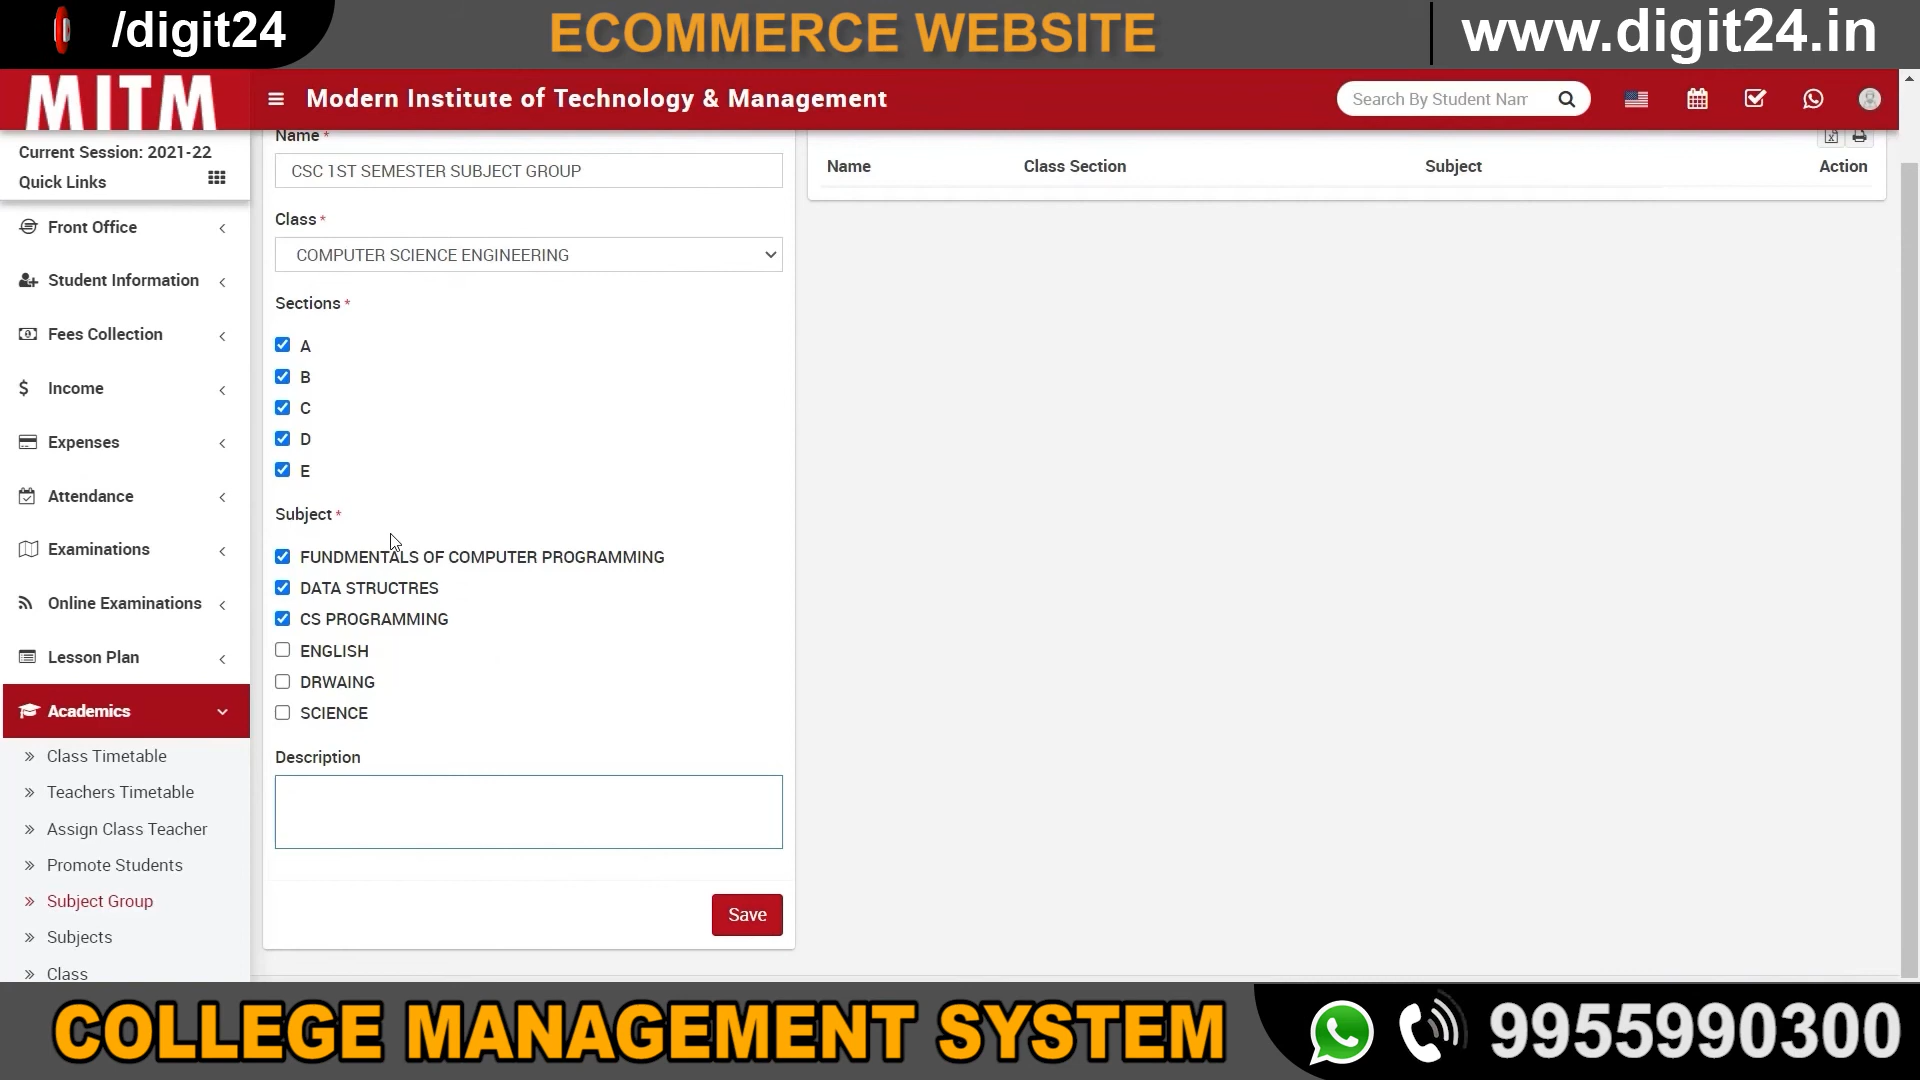 /digit24
ECOMMERCE WEBSITE
www.digit24.in
MITM
Modern Institute of Technology & Management
Search By Student Nam
Current Session: 2021-22
Quick Links
Front Office
Student Information
Fees Collection
Income
Expenses
Attendance
Examinations
Online Examinations
Lesson Plan
Academics
Class Timetable
Teachers Timetable
Assign Class Teacher
Promote Students
Subject Group
Subjects
Class
Name *
CSC 1ST SEMESTER SUBJECT GROUP
Class *
COMPUTER SCIENCE ENGINEERING
Sections *
A
B
C
D
E
Subject *
FUNDMENTALS OF COMPUTER PROGRAMMING
DATA STRUCTRES
CS PROGRAMMING
ENGLISH
DRWAING
SCIENCE
Description
Save
Name Class Section Subject Action
COLLEGE MANAGEMENT SYSTEM
9955990300